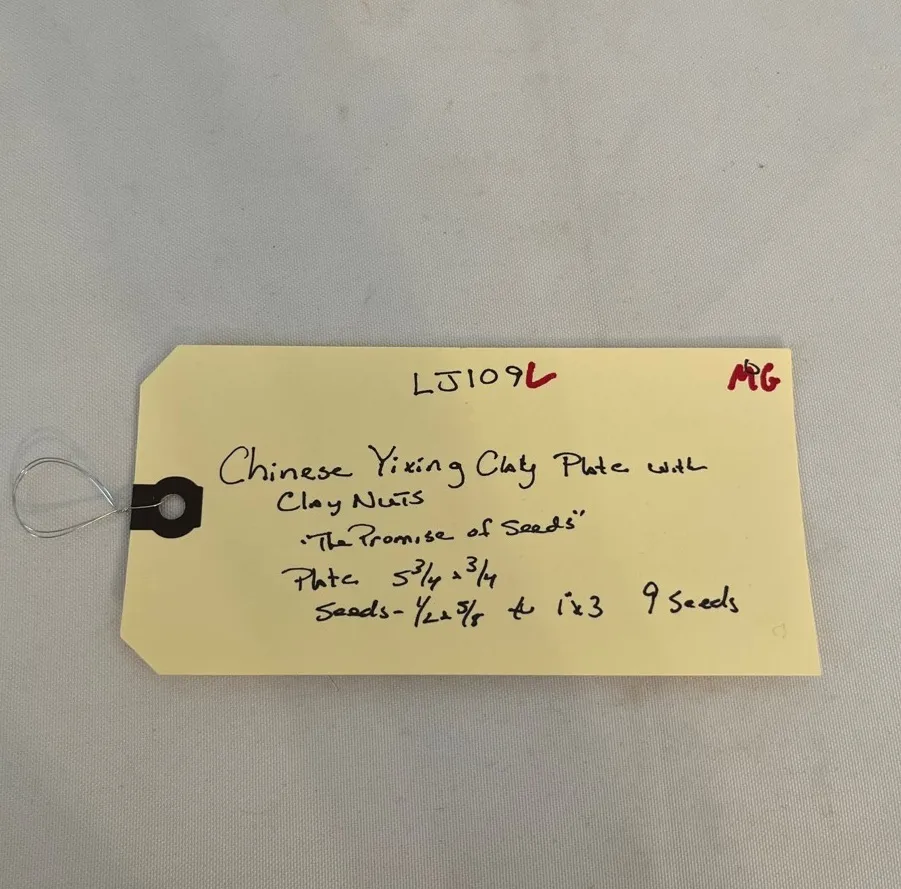 LJ109L MG
Chinese Yixing Clay Plate with
Clay Nuts
"The Promise of Seeds"
Plate 5 3/4 x 3/4
Seeds - 1/2 x 5/8 to 1 x 3 9 Seeds